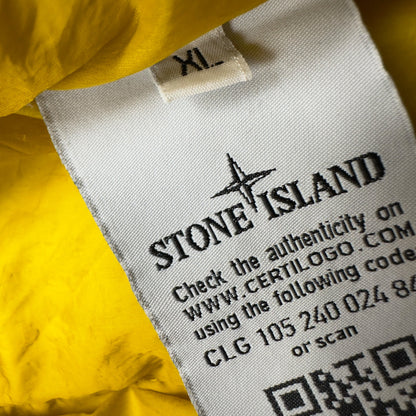 XL
STONE ISLAND
Check the authenticity on
WWW.CERTILOGO.COM
using the following code
CLG 105 240 024 84
or scan